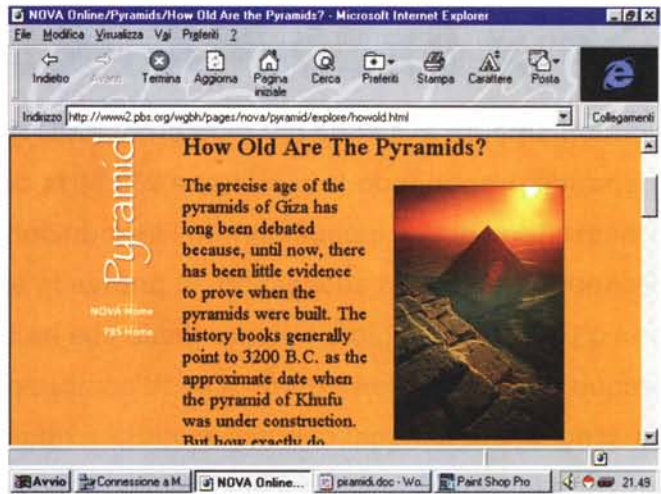 NOVA Online/Pyramids/How Old Are the Pyramids? - Microsoft Internet Explorer
File Modifica Visualizza Vai Preferiti ?
Indietro Avanti Termina Aggiorna Pagina iniziale Cerca Preferiti Stampa Carattere Posta
Indirizzo http://www2.pbs.org/wgbh/pages/nova/pyramid/explore/howold.html Collegamenti
Pyramid
NOVA Home
PBS Home
How Old Are The Pyramids?
The precise age of the
pyramids of Giza has
long been debated
because, until now, there
has been little evidence
to prove when the
pyramids were built. The
history books generally
point to 3200 B.C. as the
approximate date when
the pyramid of Khufu
was under construction.
But how exactly do
Avvio Connessione a M... NOVA Online... piramidi.doc - Wo... Paint Shop Pro 21.49